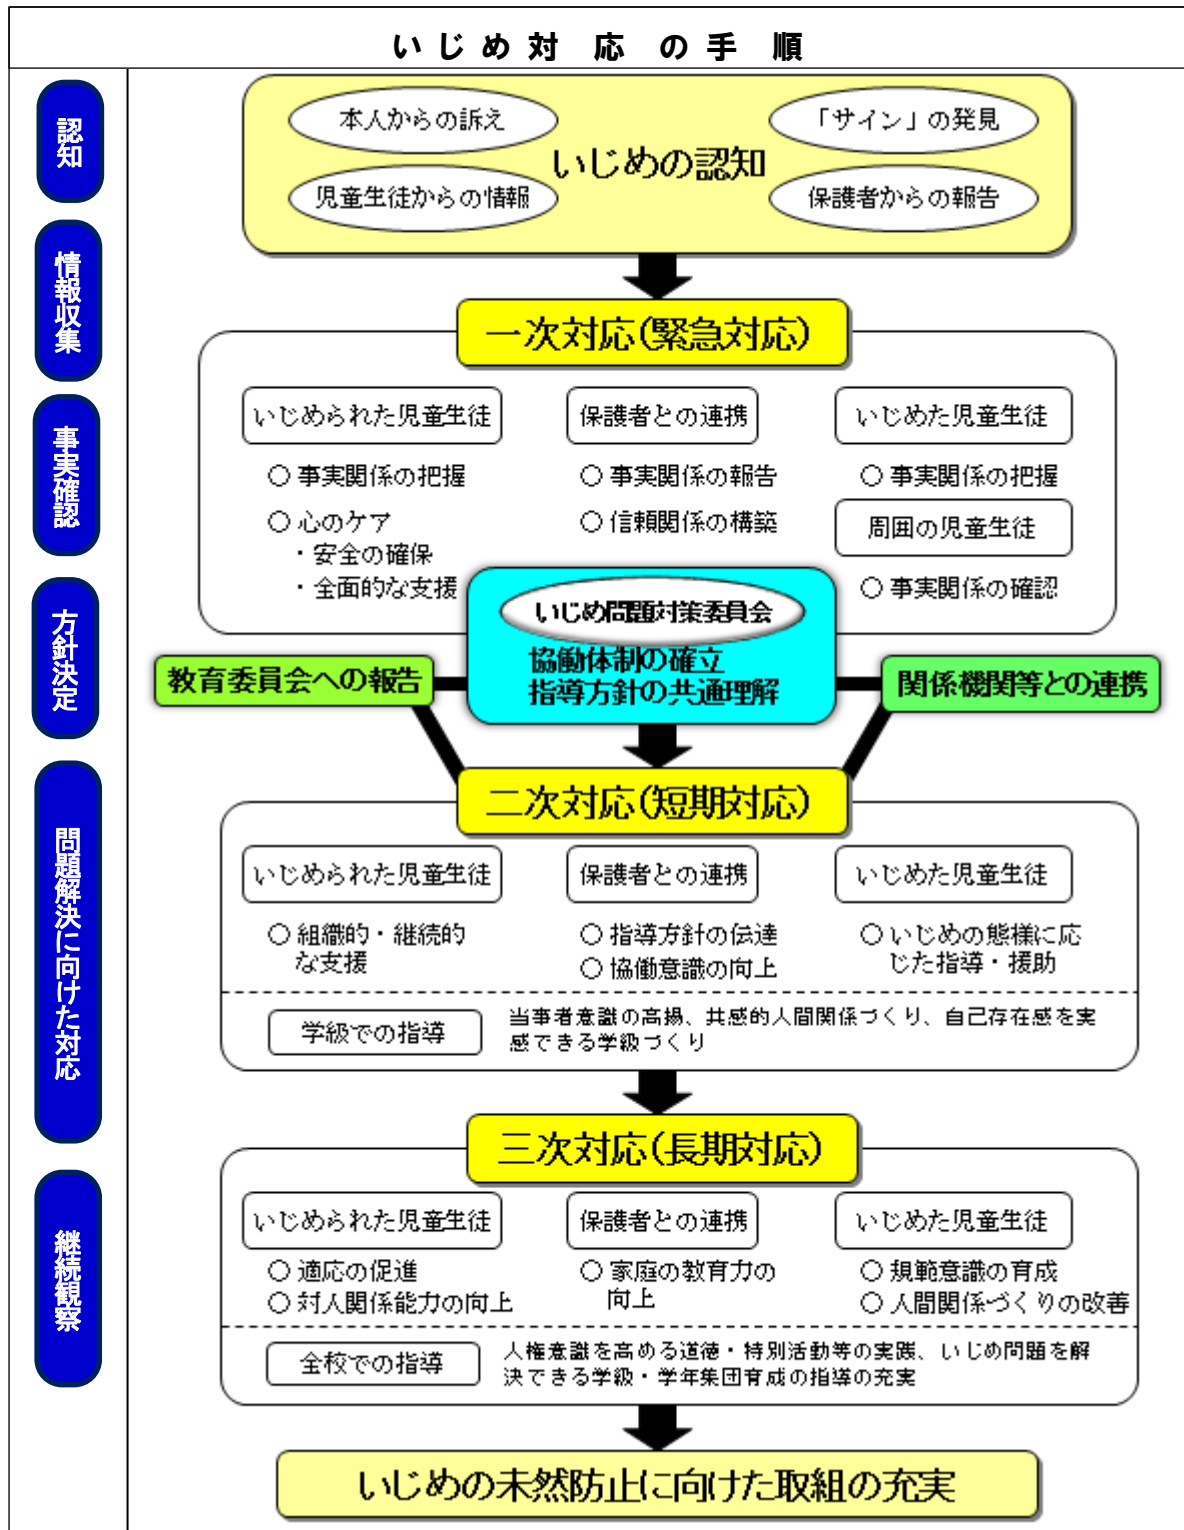 いじめ対応の手順
認知
情報収集
事実確認
方針決定
問題解決に向けた対応
継続観察
本人からの訴え
「サイン」の発見
いじめの認知
児童生徒からの情報
保護者からの報告
一次対応(緊急対応)
いじめられた児童生徒
○ 事実関係の把握
○ 心のケア
・安全の確保
・全面的な支援
保護者との連携
○ 事実関係の報告
○ 信頼関係の構築
いじめた児童生徒
○ 事実関係の把握
周囲の児童生徒
○ 事実関係の確認
いじめ問題対策委員会
協働体制の確立
指導方針の共通理解
教育委員会への報告
関係機関等との連携
二次対応(短期対応)
いじめられた児童生徒
○ 組織的・継続的
な支援
保護者との連携
○ 指導方針の伝達
○ 協働意識の向上
いじめた児童生徒
○ いじめの態様に応
じた指導・援助
学級での指導
当事者意識の高揚、共感的人間関係づくり、自己存在感を実
感できる学級づくり
三次対応(長期対応)
いじめられた児童生徒
○ 適応の促進
○ 対人関係能力の向上
保護者との連携
○ 家庭の教育力の
向上
いじめた児童生徒
○ 規範意識の育成
○ 人間関係づくりの改善
全校での指導
人権意識を高める道徳・特別活動等の実践、いじめ問題を解
決できる学級・学年集団育成の指導の充実
いじめの未然防止に向けた取組の充実